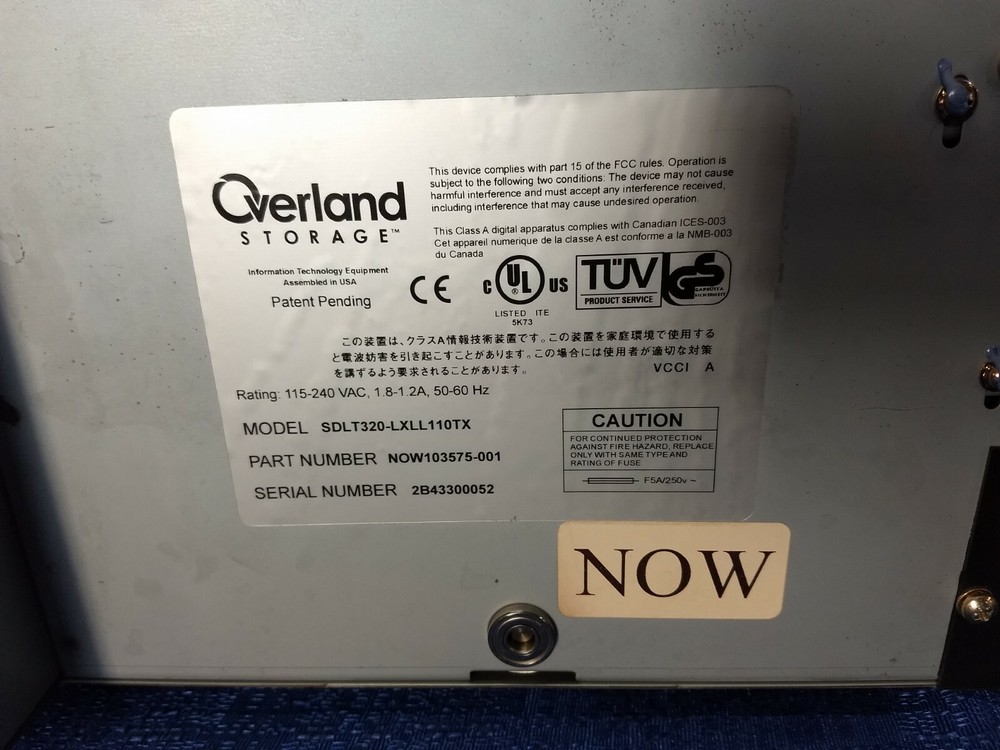 Overland
STORAGE™
Information Technology Equipment
Assembled in USA
Patent Pending
This device complies with part 15 of the FCC rules. Operation is
subject to the following two conditions: The device may not cause
harmful interference and must accept any interference received,
including interference that may cause undesired operation.
This Class A digital apparatus complies with Canadian ICES-003
Cet appareil numerique de la classe A est conforme a la NMB-003
du Canada
CE
C UL ® US
LISTED ITE
5K73
TÜV
PRODUCT SERVICE
GS
GEPRÜFTE
SICHERHEIT
この装置は、クラスA情報技術装置です。この装置を家庭環境で使用する
と電波妨害を引き起こすことがあります。この場合には使用者が適切な対策
を講ずるよう要求されることがあります。 VCCI A
Rating: 115-240 VAC, 1.8-1.2A, 50-60 Hz
MODEL SDLT320-LXLL110TX
PART NUMBER NOW103575-001
SERIAL NUMBER 2B43300052
CAUTION
FOR CONTINUED PROTECTION
AGAINST FIRE HAZARD, REPLACE
ONLY WITH SAME TYPE AND
RATING OF FUSE
F5A/250v ~
NOW